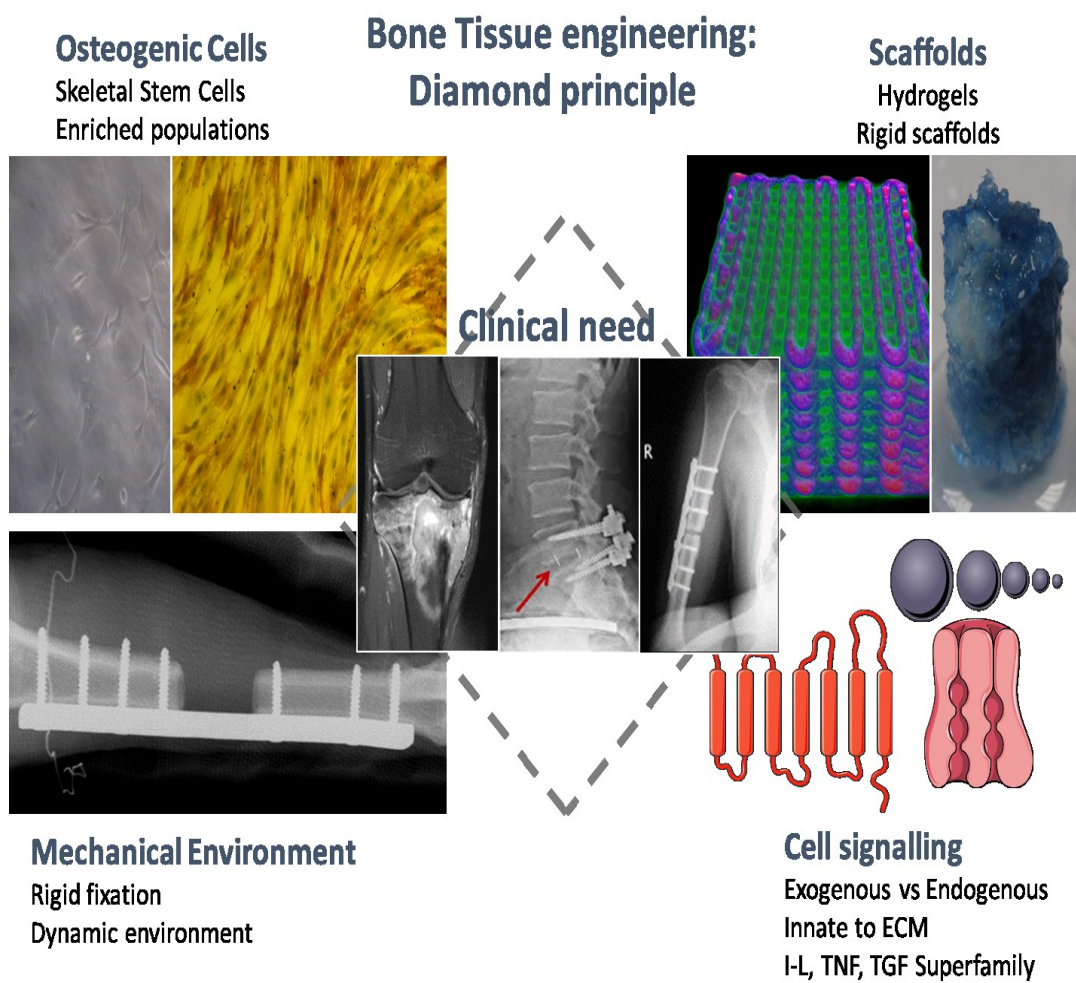 Bone Tissue engineering:
Diamond principle
Osteogenic Cells
Skeletal Stem Cells
Enriched populations
Scaffolds
Hydrogels
Rigid scaffolds
Clinical need
R
Mechanical Environment
Rigid fixation
Dynamic environment
Cell signalling
Exogenous vs Endogenous
Innate to ECM
I-L, TNF, TGF Superfamily